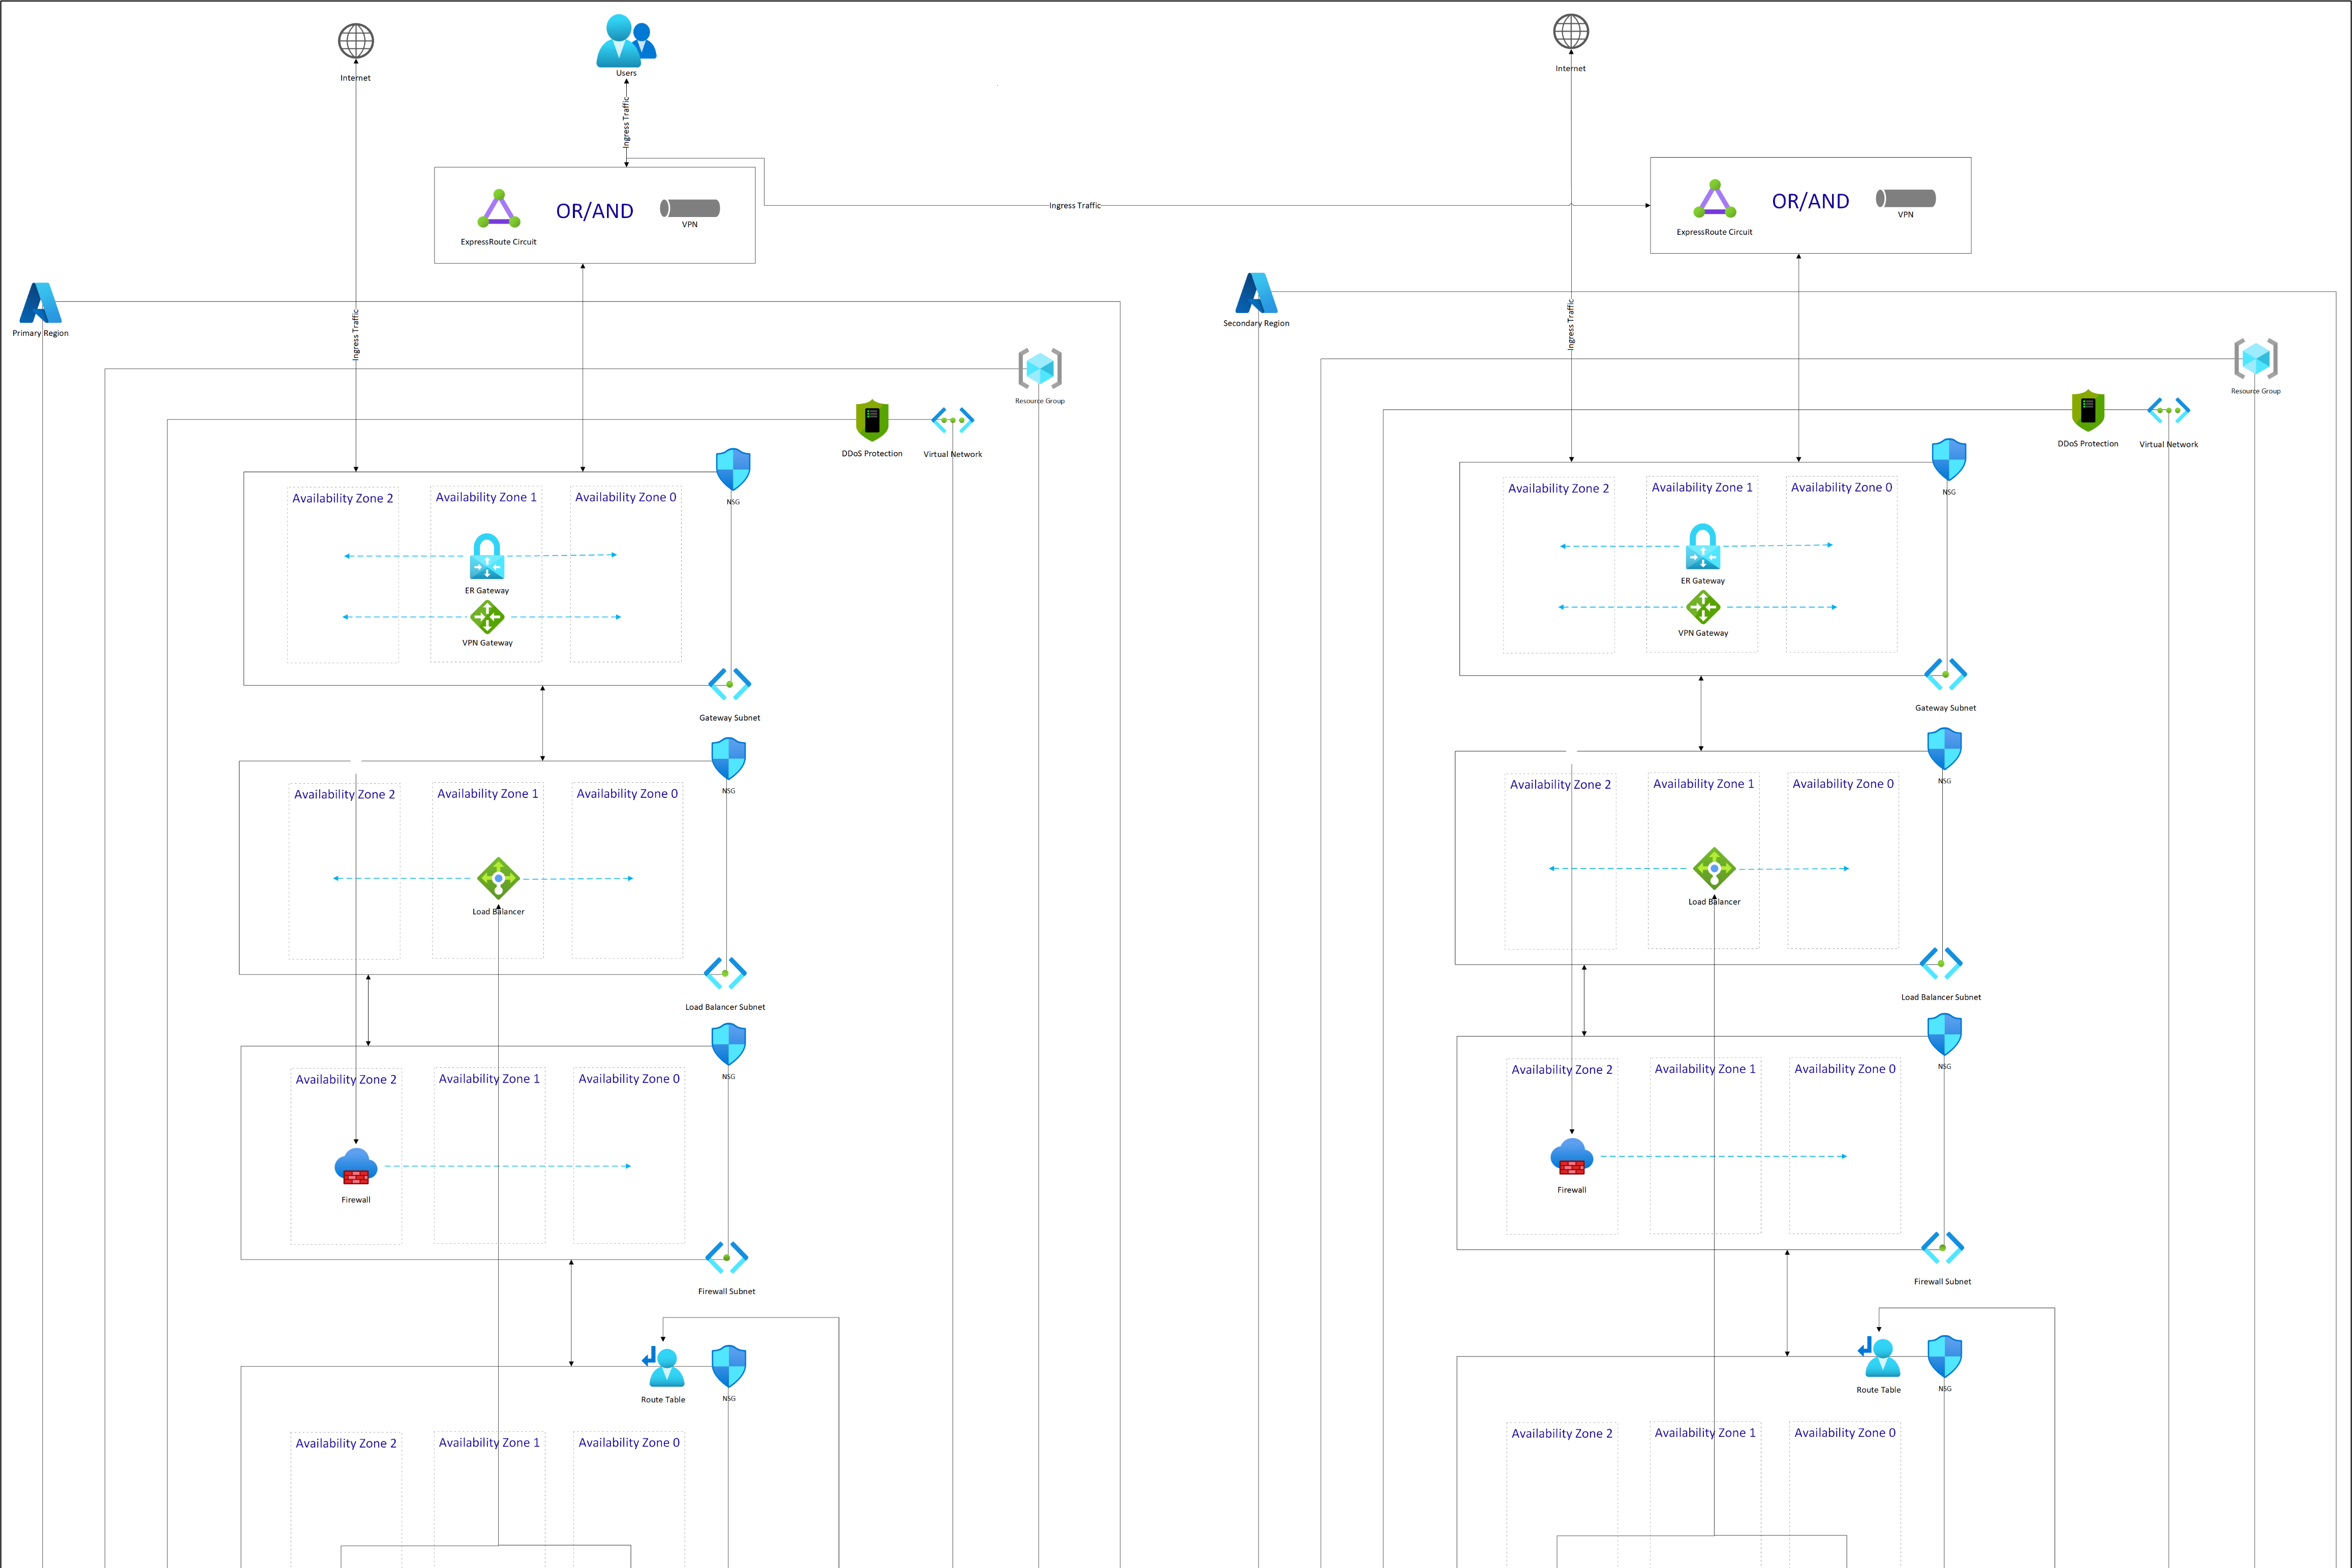 Internet
Users
Internet
Ingress Traffic
OR/AND
VPN
ExpressRoute Circuit
Ingress Traffic
OR/AND
VPN
ExpressRoute Circuit
Primary Region
Ingress Traffic
Resource Group
DDoS Protection
Virtual Network
NSG
Availability Zone 2
Availability Zone 1
Availability Zone 0
ER Gateway
VPN Gateway
Gateway Subnet
NSG
Availability Zone 2
Availability Zone 1
Availability Zone 0
Load Balancer
Load Balancer Subnet
NSG
Availability Zone 2
Availability Zone 1
Availability Zone 0
Firewall
Firewall Subnet
Route Table
NSG
Availability Zone 2
Availability Zone 1
Availability Zone 0
Secondary Region
Ingress Traffic
Resource Group
DDoS Protection
Virtual Network
NSG
Availability Zone 2
Availability Zone 1
Availability Zone 0
ER Gateway
VPN Gateway
Gateway Subnet
NSG
Availability Zone 2
Availability Zone 1
Availability Zone 0
Load Balancer
Load Balancer Subnet
NSG
Availability Zone 2
Availability Zone 1
Availability Zone 0
Firewall
Firewall Subnet
Route Table
NSG
Availability Zone 2
Availability Zone 1
Availability Zone 0